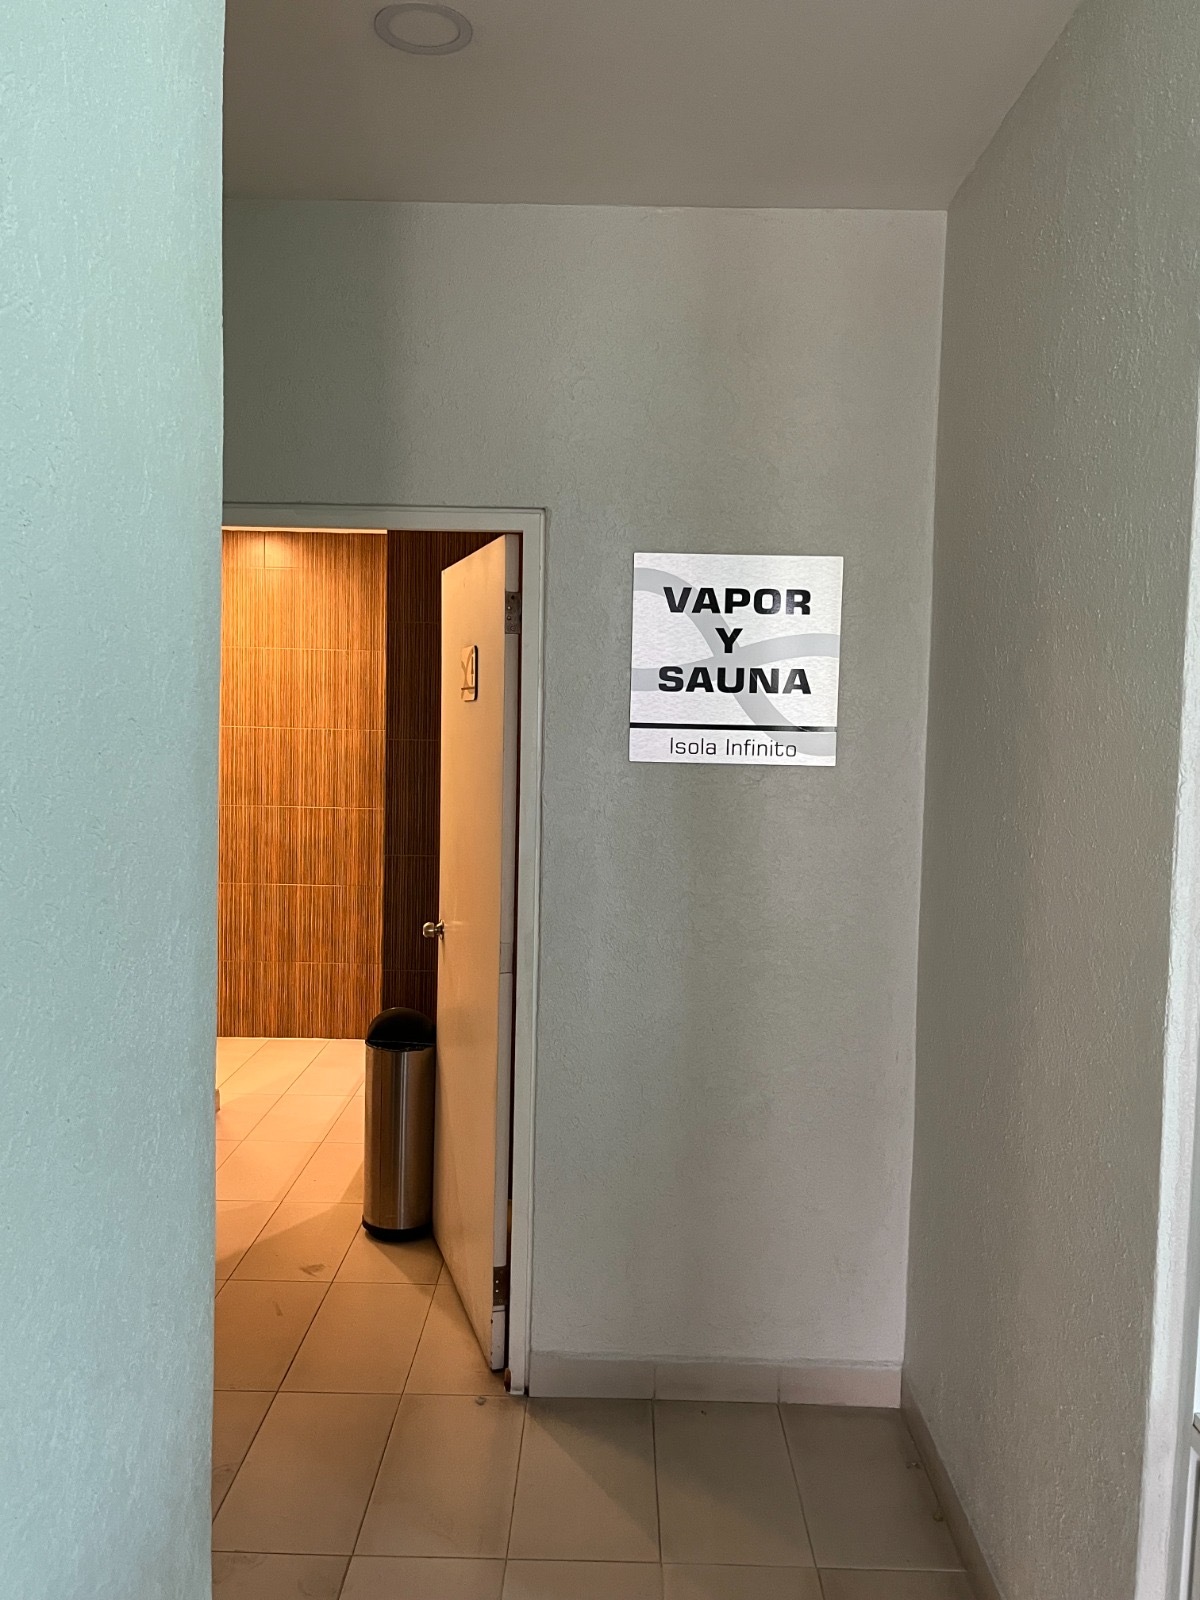 VAPOR
Y
SAUNA
Isola Infinito